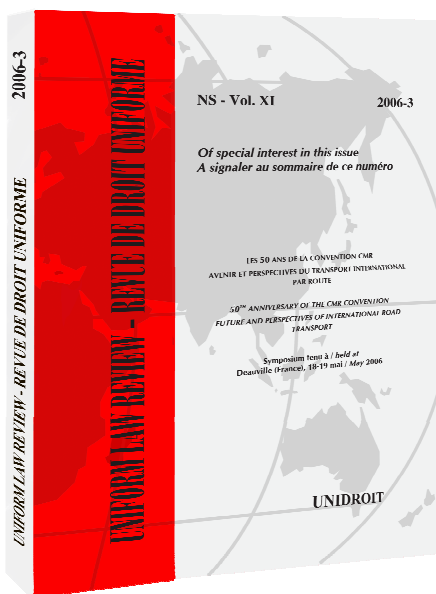 2006-3
UNIFORM LAW REVIEW - REVUE DE DROIT UNIFORME
UNIFORM LAW REVIEW - REVUE DE DROIT UNIFORME
NS - Vol. XI
2006-3
Of special interest in this issue
A signaler au sommaire de ce numéro
LES 50 ANS DE LA CONVENTION CMR
AVENIR ET PERSPECTIVES DU TRANSPORT INTERNATIONAL
PAR ROUTE
50TH ANNIVERSARY OF THE CMR CONVENTION
FUTURE AND PERSPECTIVES OF INTERNATIONAL ROAD
TRANSPORT
Symposium tenu à / held at
Deauville (France), 18-19 mai / May 2006
UNIDROIT